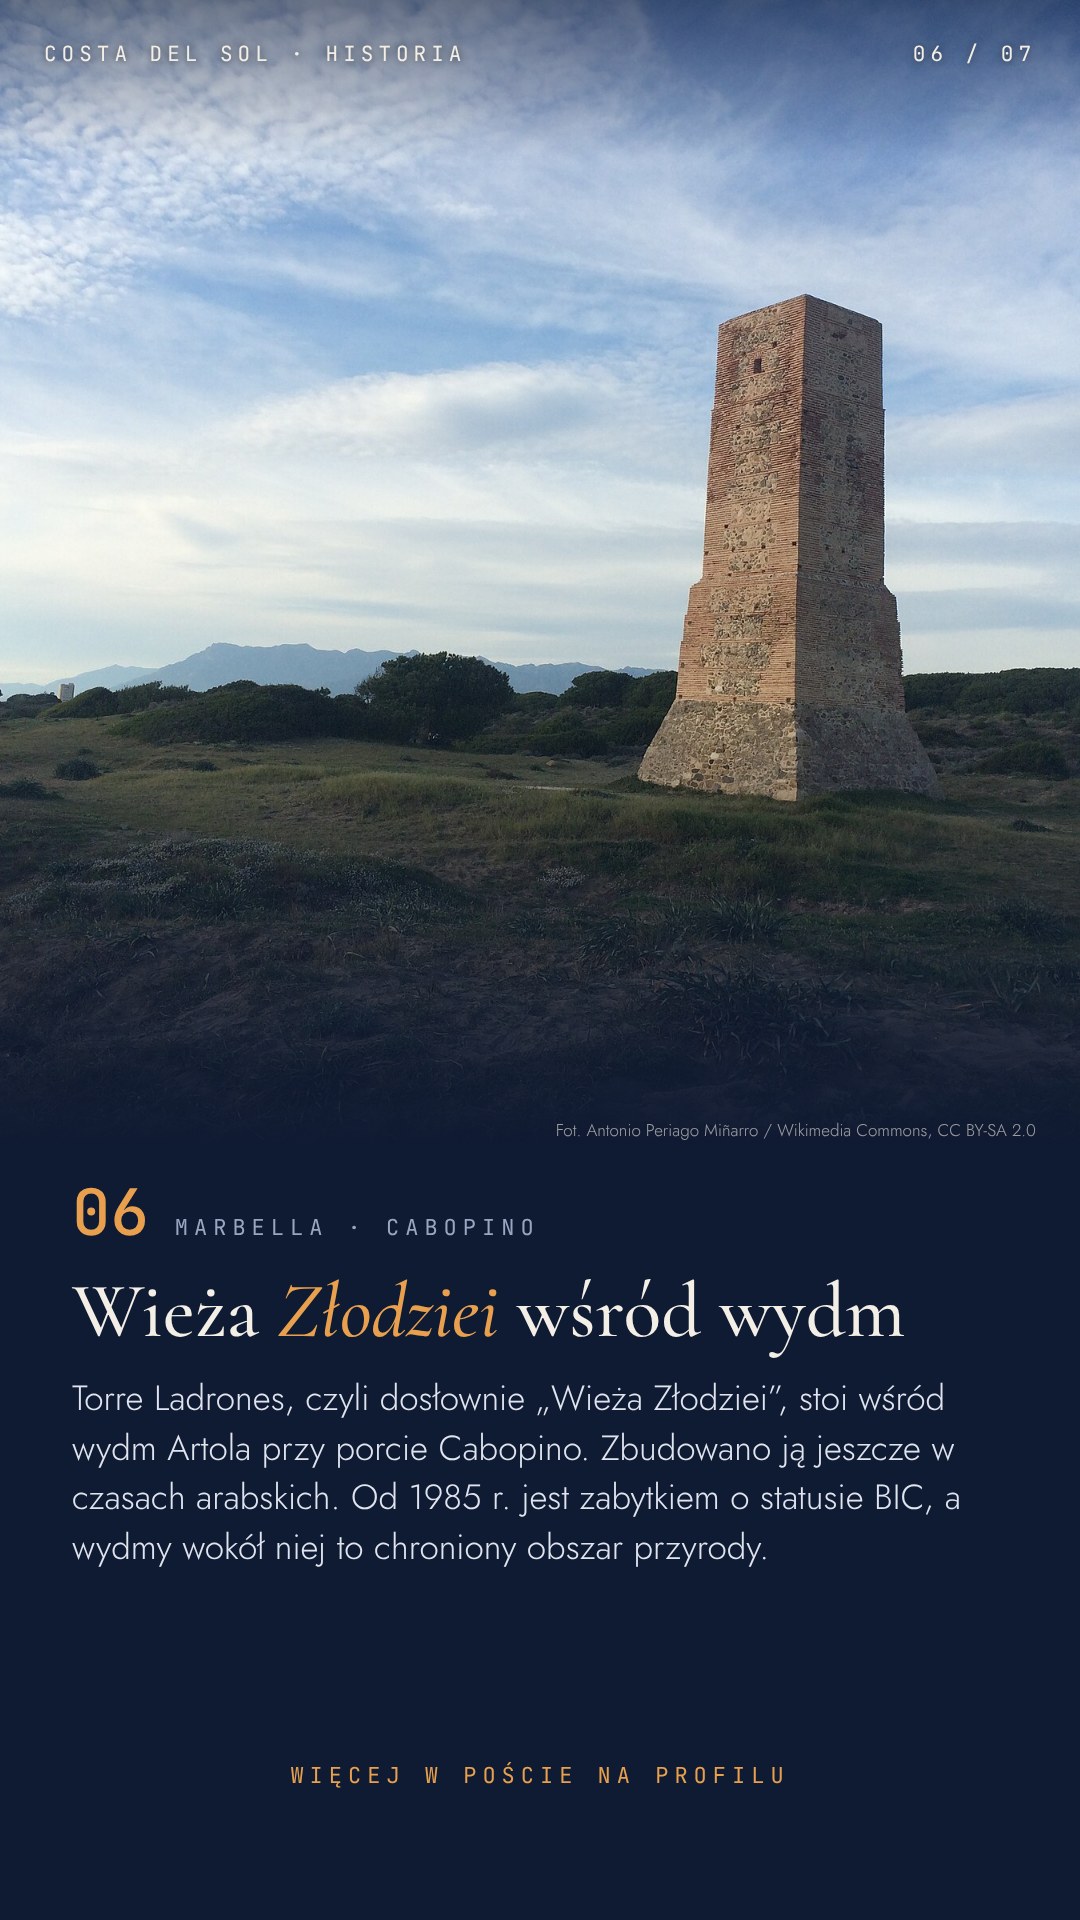 COSTA DEL SOL · HISTORIA
06 / 07
Fot. Antonio Periago Miñarro / Wikimedia Commons, CC BY-SA 2.0
06 MARBELLA · CABOPINO
Wieża Złodziei wśród wydm
Torre Ladrones, czyli dosłownie „Wieża Złodziei”, stoi wśród
wydm Artola przy porcie Cabopino. Zbudowano ją jeszcze w
czasach arabskich. Od 1985 r. jest zabytkiem o statusie BIC, a
wydmy wokół niej to chroniony obszar przyrody.
WIĘCEJ W POŚCIE NA PROFILU